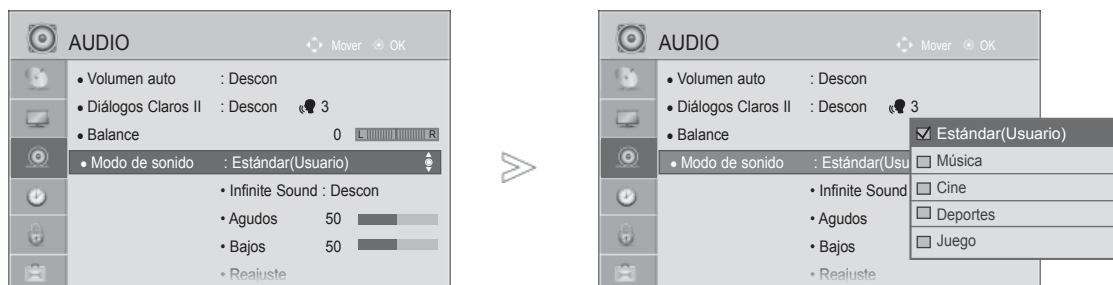 AUDIO
Mover OK
• Volumen auto : Descon
• Diálogos Claros II : Descon 3
• Balance 0 L R
• Modo de sonido : Estándar(Usuario)
• Infinite Sound : Descon
• Agudos 50
• Bajos 50
• Reajuste
AUDIO
Mover OK
• Volumen auto : Descon
• Diálogos Claros II : Descon 3
• Balance
• Modo de sonido : Estándar(Usu
• Infinite Sound
• Agudos
• Bajos
• Reajuste
Estándar(Usuario)
Música
Cine
Deportes
Juego